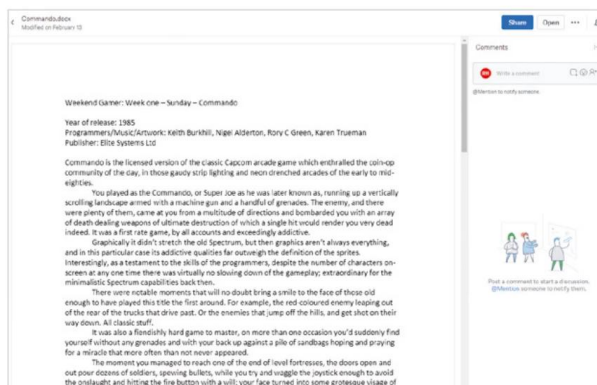 Commando.docx
Modified on February 13
Share
Open
Comments
Write a comment
@Mention to notify someone.
Weekend Gamer: Week one – Sunday – Commando
Year of release: 1985
Programmers/Music/Artwork: Keith Burkhill, Nigel Alderton, Rory C Green, Karen Trueman
Publisher: Elite Systems Ltd
Commando is the licensed version of the classic Capcom arcade game which enthralled the coin-op
community of the day, in those gaudy strip lighting and neon drenched arcades of the early to mid-
eighties.
You played as the Commando, or Super Joe as he was later known as, running up a vertically
scrolling landscape armed with a machine gun and a handful of grenades. The enemy, and there
were plenty of them, came at you from a multitude of directions and bombarded you with an array
of death dealing weapons of ultimate destruction of which a single hit would render you very dead
indeed. It was a first rate game, by all accounts and exceedingly addictive.
Graphically it didn't stretch the old Spectrum, but then graphics aren't always everything,
and in this particular case its addictive qualities far outweigh the definition of the sprites.
Interestingly, as a testament to the skills of the programmers, despite the number of characters on-
screen at any one time there was virtually no slowing down of the gameplay; extraordinary for the
minimalistic Spectrum capabilities back then.
There were notable moments that will no doubt bring a smile to the face of those old
enough to have played this title the first around. For example, the red coloured enemy leaping out
of the rear of the trucks that drive past. Or the enemies that jump off the hills, and get shot on their
way down. All classic stuff.
It was also a fiendishly hard game to master, on more than one occasion you'd suddenly find
yourself without any grenades and with your back up against a pile of sandbags hoping and praying
for a miracle that more often than not never appeared.
The moment you managed to reach one of the end of level fortresses, the doors open and
out pour dozens of soldiers, spewing bullets, while you try and waggle the joystick enough to avoid
the onslaught and hitting the fire button with a will; your face turned into some grotesque visage of
Post a comment to start a discussion.
@Mention someone to notify them.